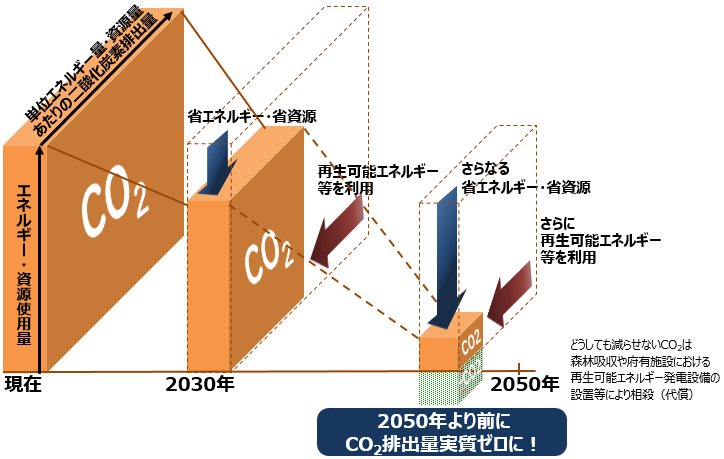 単位エネルギー量・資源量
あたりの二酸化炭素排出量
エネルギー・資源使用量
CO2
現在
省エネルギー・省資源
再生可能エネルギー
等を利用
CO2
2030年
さらなる
省エネルギー・省資源
さらに
再生可能エネルギー
等を利用
CO2
CO2
2050年
どうしても減らせないCO2は
森林吸収や府有施設における
再生可能エネルギー発電設備の
設置等により相殺（代償）
2050年より前に
CO2排出量実質ゼロに！